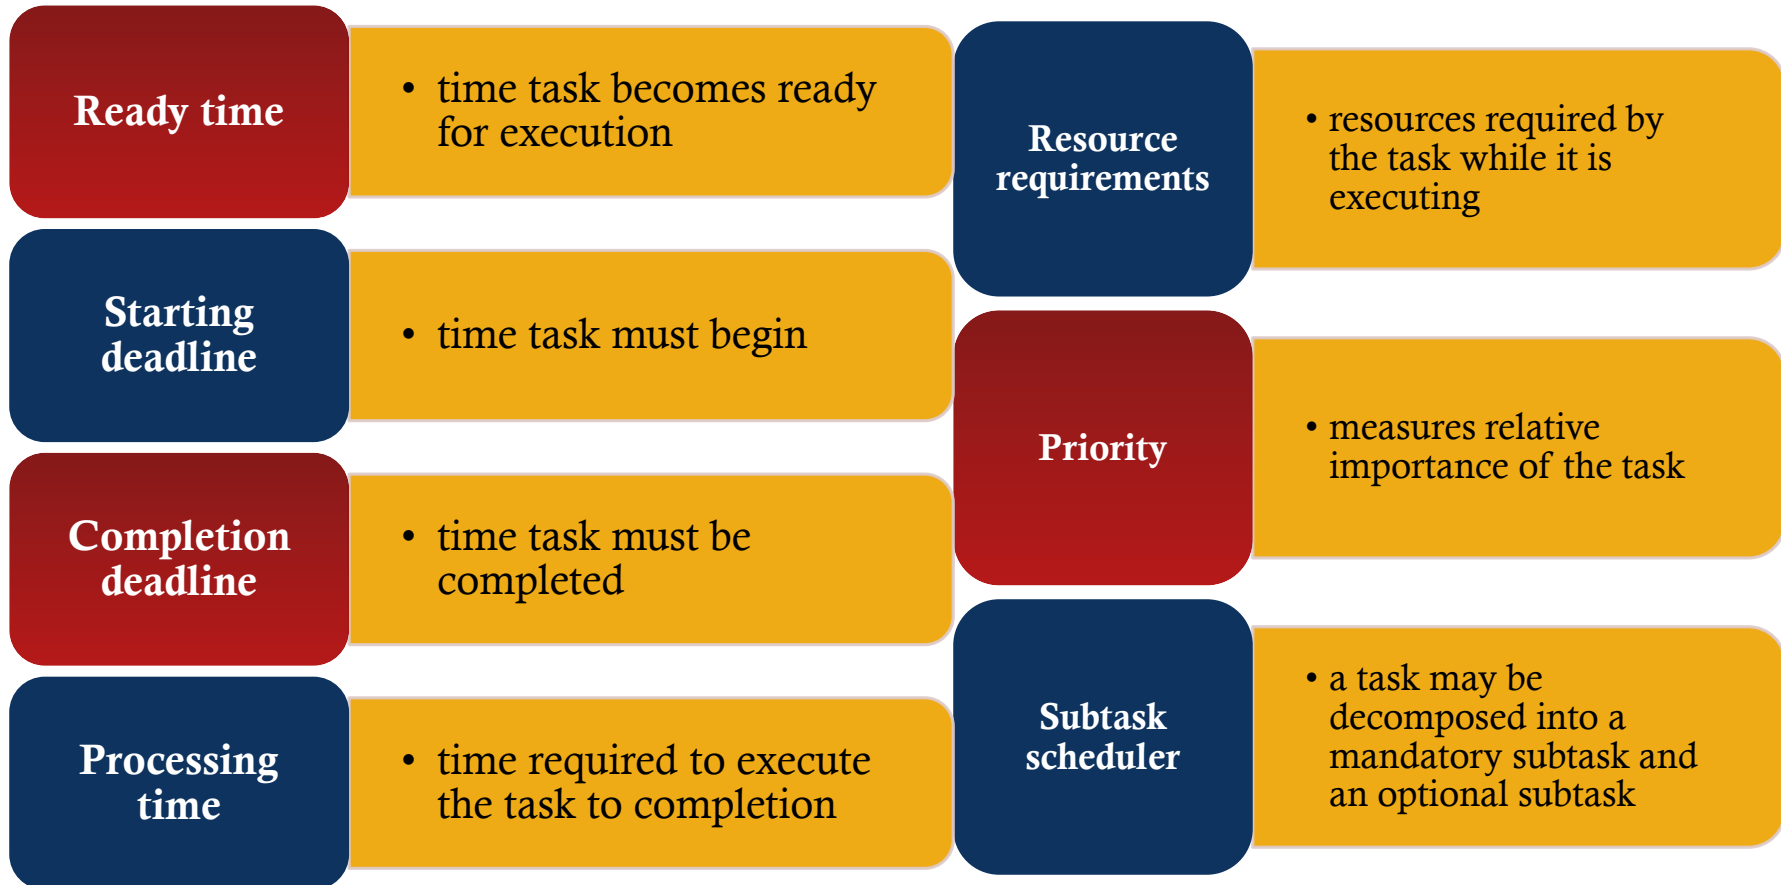 Ready time
• time task becomes ready
for execution
Starting
deadline
• time task must begin
Completion
deadline
• time task must be
completed
Processing
time
• time required to execute
the task to completion
Resource
requirements
• resources required by
the task while it is
executing
Priority
• measures relative
importance of the task
Subtask
scheduler
• a task may be
decomposed into a
mandatory subtask and
an optional subtask